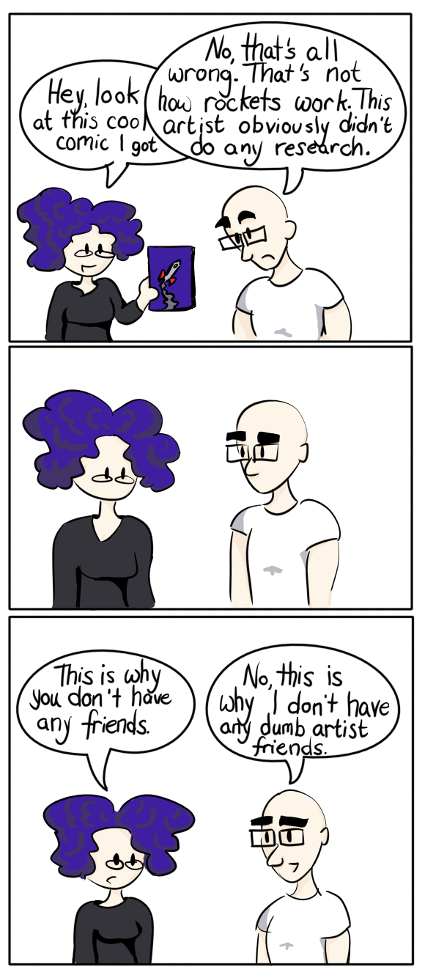 Hey, look
at this cool
comic I got
No, that's all
wrong. That's not
how rockets work. This
artist obviously didn't
do any research.
This is why
you don't have
any friends.
No, this is
why I don't have
any dumb artist
friends.